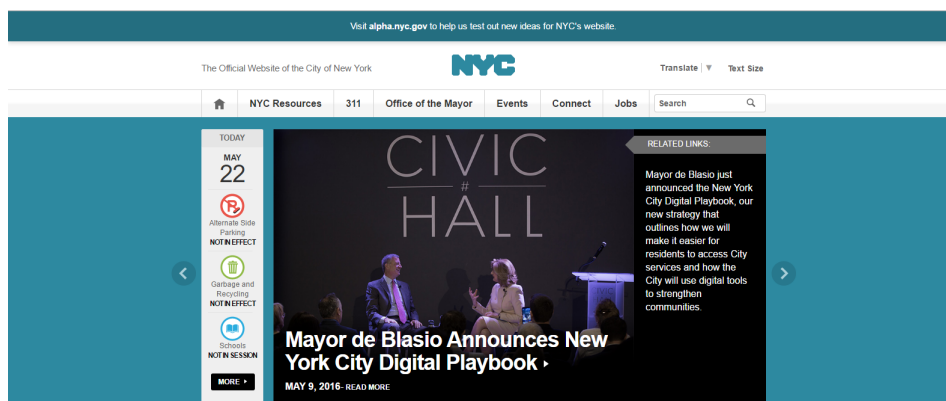 Visit alpha.nyc.gov to help us test out new ideas for NYC's website.
The Official Website of the City of New York
NYC
Translate | ▼ Text Size
NYC Resources 311 Office of the Mayor Events Connect Jobs Search
TODAY
MAY
22
Alternate Side
Parking
NOT IN EFFECT
Garbage and
Recycling
NOT IN EFFECT
Schools
NOT IN SESSION
MORE
CIVIC
#
HALL
Mayor de Blasio Announces New
York City Digital Playbook
MAY 9, 2016- READ MORE
RELATED LINKS:
Mayor de Blasio just
announced the New York
City Digital Playbook, our
new strategy that
outlines how we will
make it easier for
residents to access City
services and how the
City will use digital tools
to strengthen
communities.